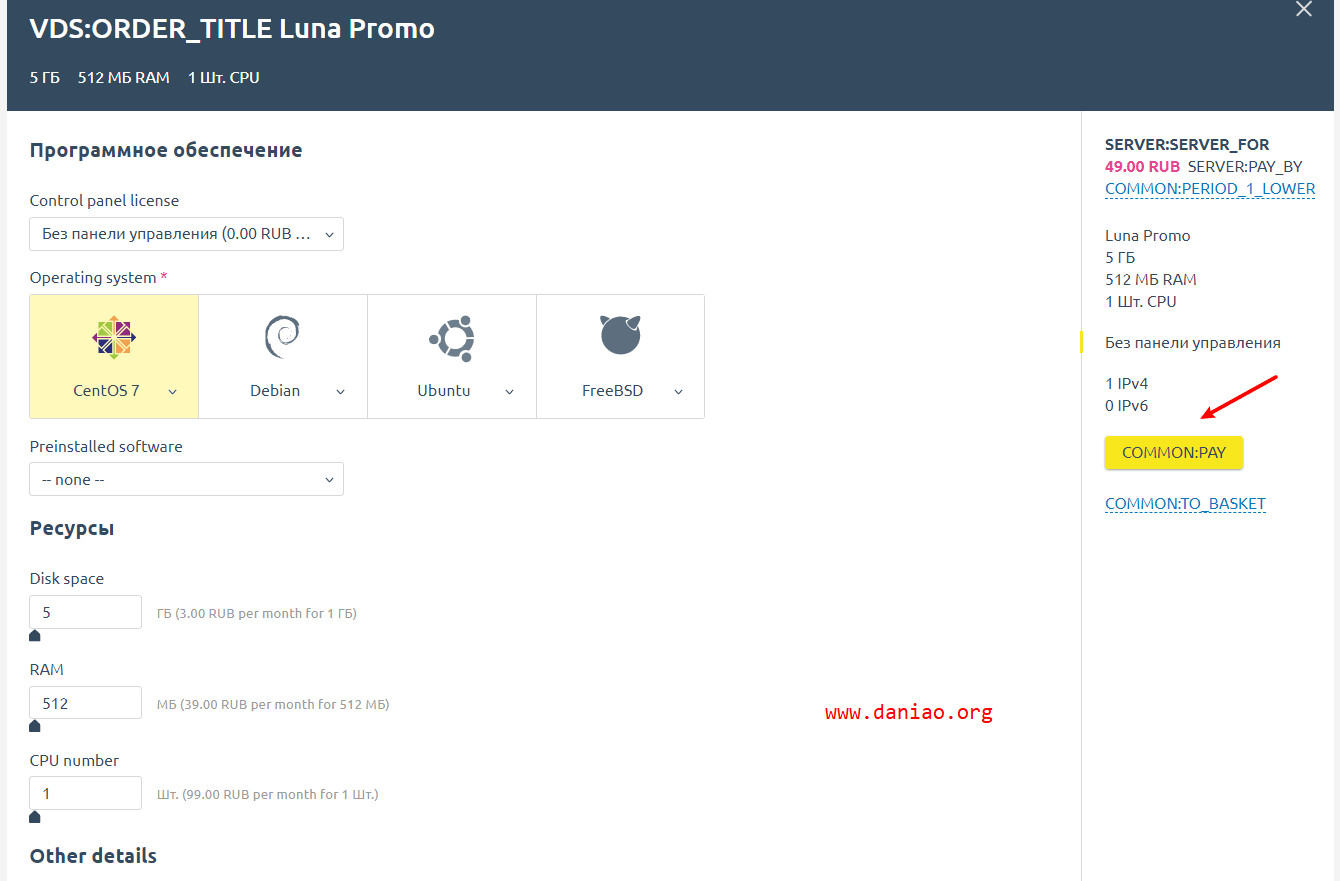 VDS:ORDER_TITLE Luna Promo
5 ГБ 512 МБ RAM 1 Шт. CPU
Программное обеспечение
Control panel license
Без панели управления (0.00 RUB ...
Operating system *
CentOS 7 Debian Ubuntu FreeBSD
Preinstalled software
-- none --
Ресурсы
Disk space
5 ГБ (3.00 RUB per month for 1 ГБ)
RAM
512 МБ (39.00 RUB per month for 512 МБ)
CPU number
1 Шт. (99.00 RUB per month for 1 Шт.)
Other details
SERVER:SERVER_FOR
49.00 RUB SERVER:PAY_BY
COMMON:PERIOD_1_LOWER
Luna Promo
5 ГБ
512 МБ RAM
1 Шт. CPU
Без панели управления
1 IPv4
0 IPv6
COMMON:PAY
COMMON:TO_BASKET
www.daniao.org